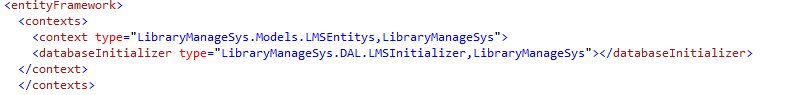 <entityFramework>
<contexts>
<context type="LibraryManageSys.Models.LMSEntitys,LibraryManageSys">
<databaseInitializer type="LibraryManageSys.DAL.LMSInitializer,LibraryManageSys"></databaseInitializer>
</context>
</contexts>